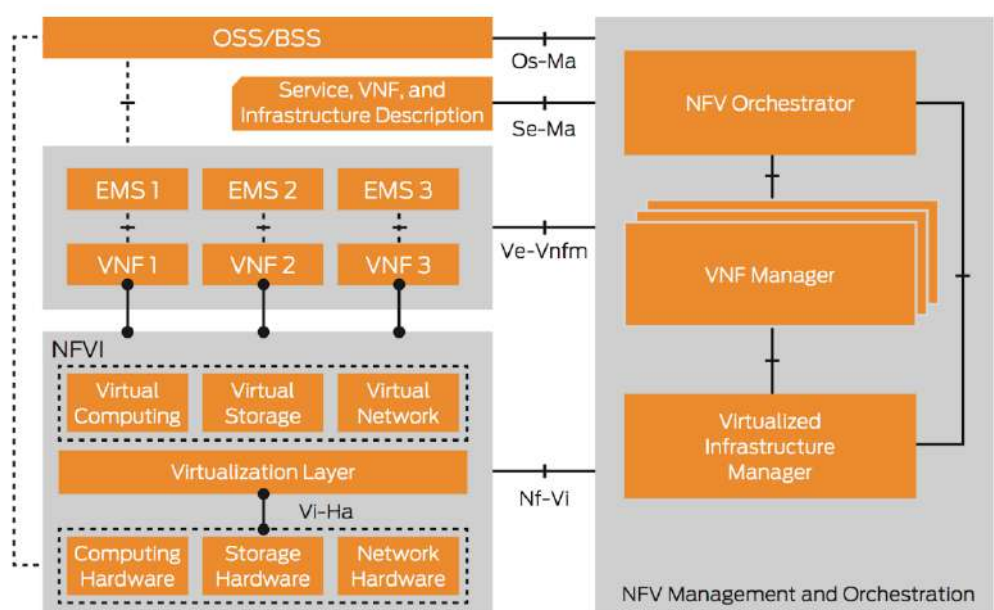 OSS/BSS
Os-Ma
Service, VNF, and
Infrastructure Description
Se-Ma
NFV Orchestrator
EMS 1
EMS 2
EMS 3
Ve-Vnfm
VNF 1
VNF 2
VNF 3
VNF Manager
NFVI
Virtual
Computing
Virtual
Storage
Virtual
Network
Virtualization Layer
Vi-Ha
Nf-Vi
Virtualized
Infrastructure
Manager
Computing
Hardware
Storage
Hardware
Network
Hardware
NFV Management and Orchestration